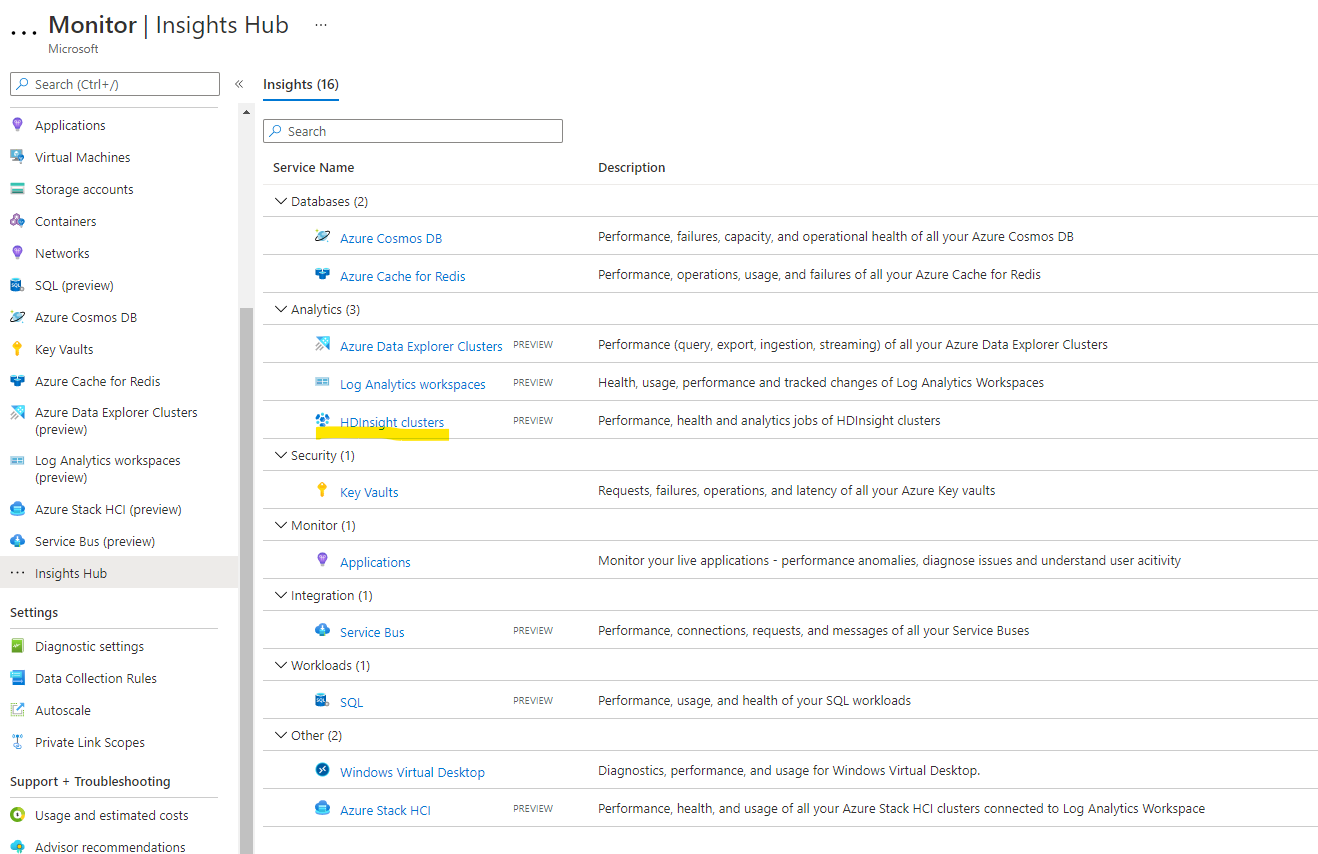 ... Monitor | Insights Hub ...
Microsoft
Search (Ctrl+/) «
Applications
Virtual Machines
Storage accounts
Containers
Networks
SQL (preview)
Azure Cosmos DB
Key Vaults
Azure Cache for Redis
Azure Data Explorer Clusters
(preview)
Log Analytics workspaces
(preview)
Azure Stack HCI (preview)
Service Bus (preview)
... Insights Hub
Settings
Diagnostic settings
Data Collection Rules
Autoscale
Private Link Scopes
Support + Troubleshooting
Usage and estimated costs
Advisor recommendations
Insights (16)
Search
Service Name Description
Databases (2)
Azure Cosmos DB Performance, failures, capacity, and operational health of all your Azure Cosmos DB
Azure Cache for Redis Performance, operations, usage, and failures of all your Azure Cache for Redis
Analytics (3)
Azure Data Explorer Clusters PREVIEW Performance (query, export, ingestion, streaming) of all your Azure Data Explorer Clusters
Log Analytics workspaces PREVIEW Health, usage, performance and tracked changes of Log Analytics Workspaces
HDInsight clusters PREVIEW Performance, health and analytics jobs of HDInsight clusters
Security (1)
Key Vaults Requests, failures, operations, and latency of all your Azure Key vaults
Monitor (1)
Applications Monitor your live applications - performance anomalies, diagnose issues and understand user acitivity
Integration (1)
Service Bus PREVIEW Performance, connections, requests, and messages of all your Service Buses
Workloads (1)
SQL PREVIEW Performance, usage, and health of your SQL workloads
Other (2)
Windows Virtual Desktop Diagnostics, performance, and usage for Windows Virtual Desktop.
Azure Stack HCI PREVIEW Performance, health, and usage of all your Azure Stack HCI clusters connected to Log Analytics Workspace